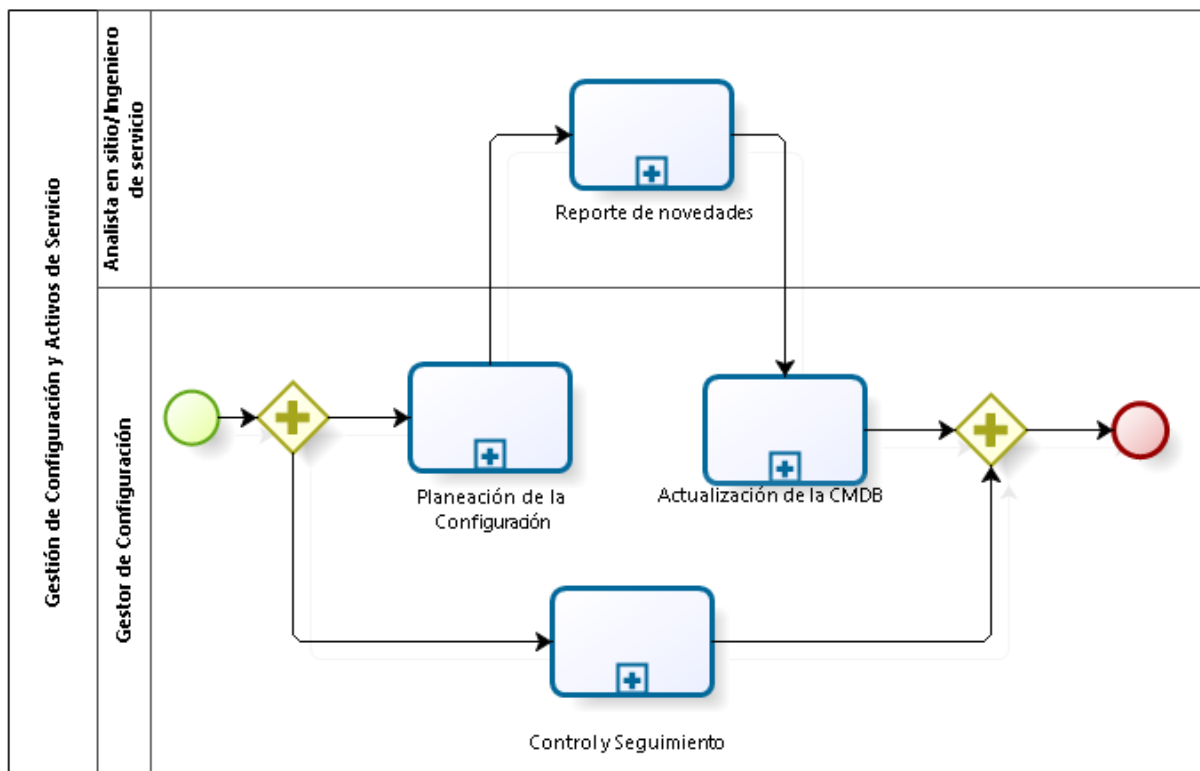 Gestión de Configuración y Activos de Servicio
Analista en sitio/Ingeniero
de servicio
Reporte de novedades
Gestor de Configuración
Planeación de la
Configuración
Actualización de la CMDB
Control y Seguimiento